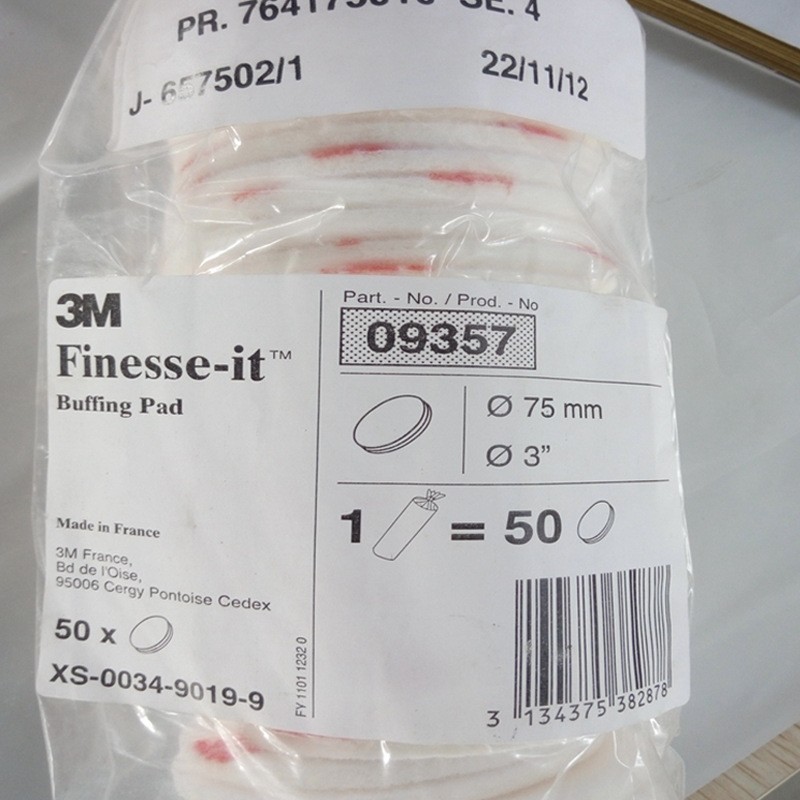 PR. SE. 4
J- 657502/1
22/11/12
3M
Finesse-it™
Buffing Pad
Made in France
3M France,
Bd de l'Oise,
95006 Cergy Pontoise Cedex
50 x
XS-0034-9019-9
FY 1101 1232 0
Part. - No. / Prod. - No
09357
Ø 75 mm
Ø 3”
1 = 50
3 134375 382878